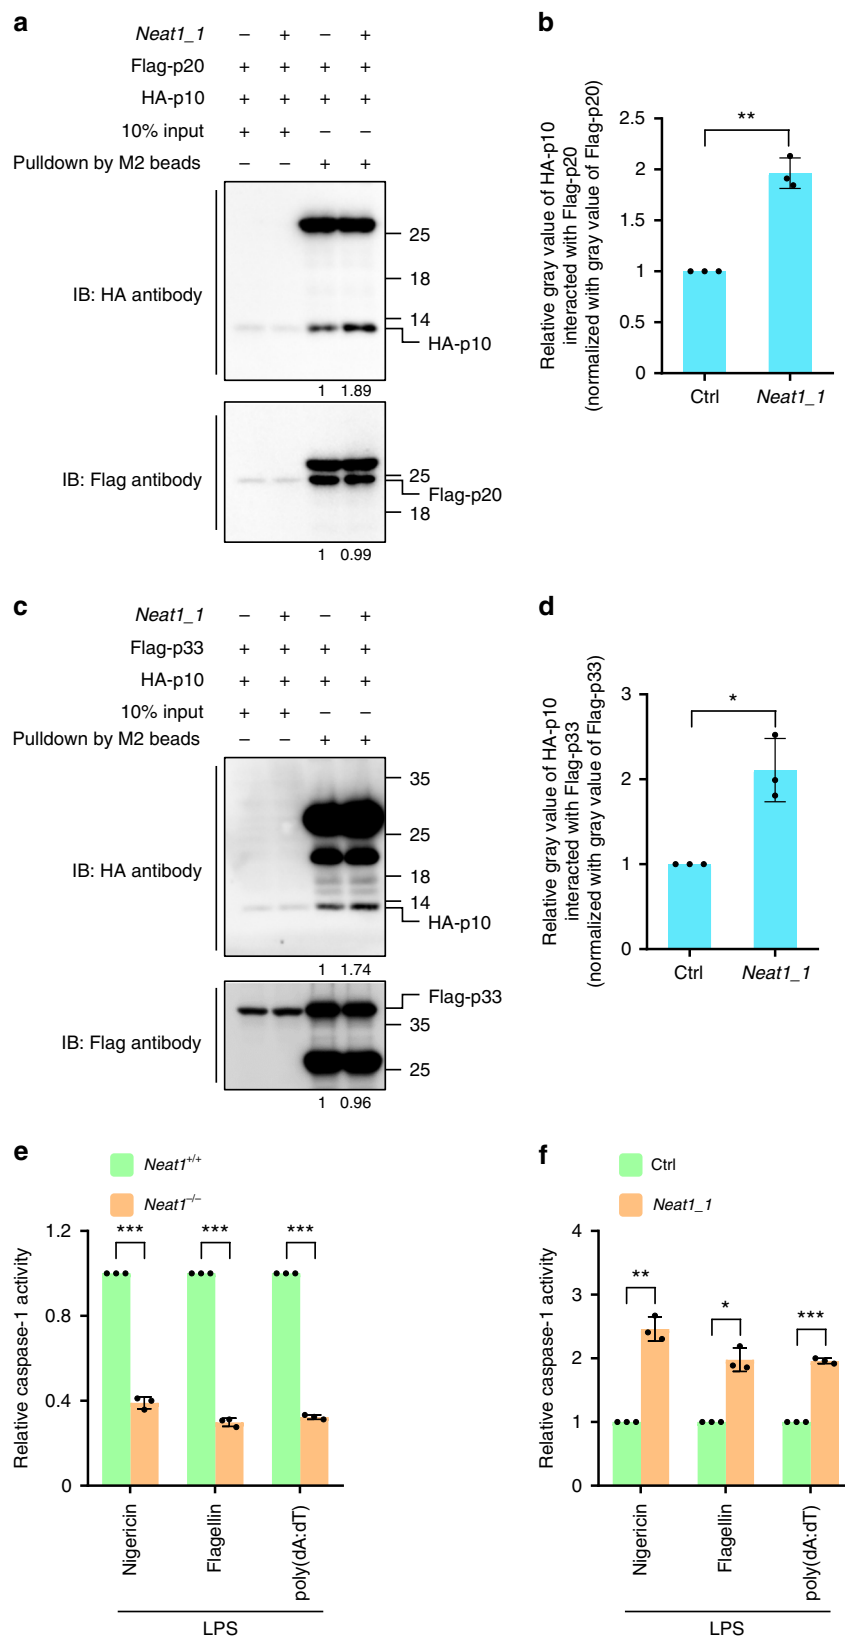 a
Neat1_1 – + – +
Flag-p20 + + + +
HA-p10 + + + +
10% input + + – –
Pulldown by M2 beads – – + +
IB: HA antibody
25
18
14
HA-p10
1 1.89
IB: Flag antibody
25
Flag-p20
18
1 0.99
b
Relative gray value of HA-p10
interacted with Flag-p20
(normalized with gray value of Flag-p20)
2.5
2
1.5
1
0.5
0
**
Ctrl Neat1_1
c
Neat1_1 – + – +
Flag-p33 + + + +
HA-p10 + + + +
10% input + + – –
Pulldown by M2 beads – – + +
IB: HA antibody
35
25
18
14
HA-p10
1 1.74
IB: Flag antibody
Flag-p33
35
25
1 0.96
d
Relative gray value of HA-p10
interacted with Flag-p33
(normalized with gray value of Flag-p33)
3
2
1
0
*
Ctrl Neat1_1
e
Neat1+/+
Neat1–/–
Relative caspase-1 activity
1.2
0.8
0.4
0
*** *** ***
Nigericin
Flagellin
poly(dA:dT)
LPS
f
Ctrl
Neat1_1
Relative caspase-1 activity
4
3
2
1
0
** * ***
Nigericin
Flagellin
poly(dA:dT)
LPS